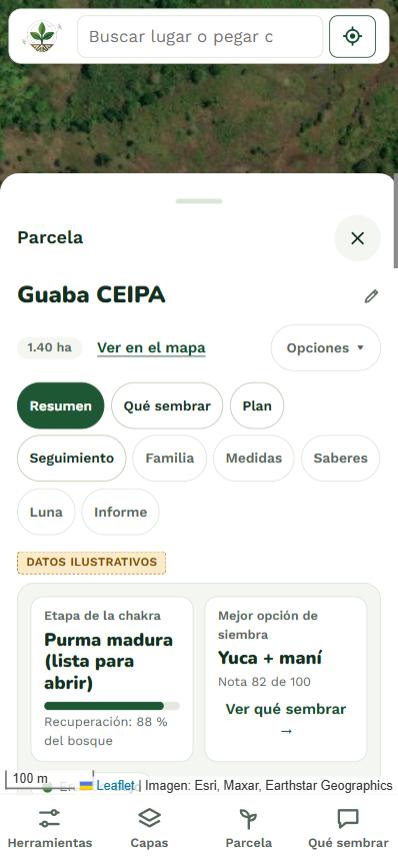 Buscar lugar o pegar c
Parcela
Guaba CEIPA
1.40 ha
Ver en el mapa
Opciones ▼
Resumen
Qué sembrar
Plan
Seguimiento
Familia
Medidas
Saberes
Luna
Informe
DATOS ILUSTRATIVOS
Etapa de la chakra
Purma madura
(lista para
abrir)
Recuperación: 88 %
del bosque
Mejor opción de
siembra
Yuca + maní
Nota 82 de 100
Ver qué sembrar
→
100 m
Leaflet | Imagen: Esri, Maxar, Earthstar Geographics
Herramientas
Capas
Parcela
Qué sembrar